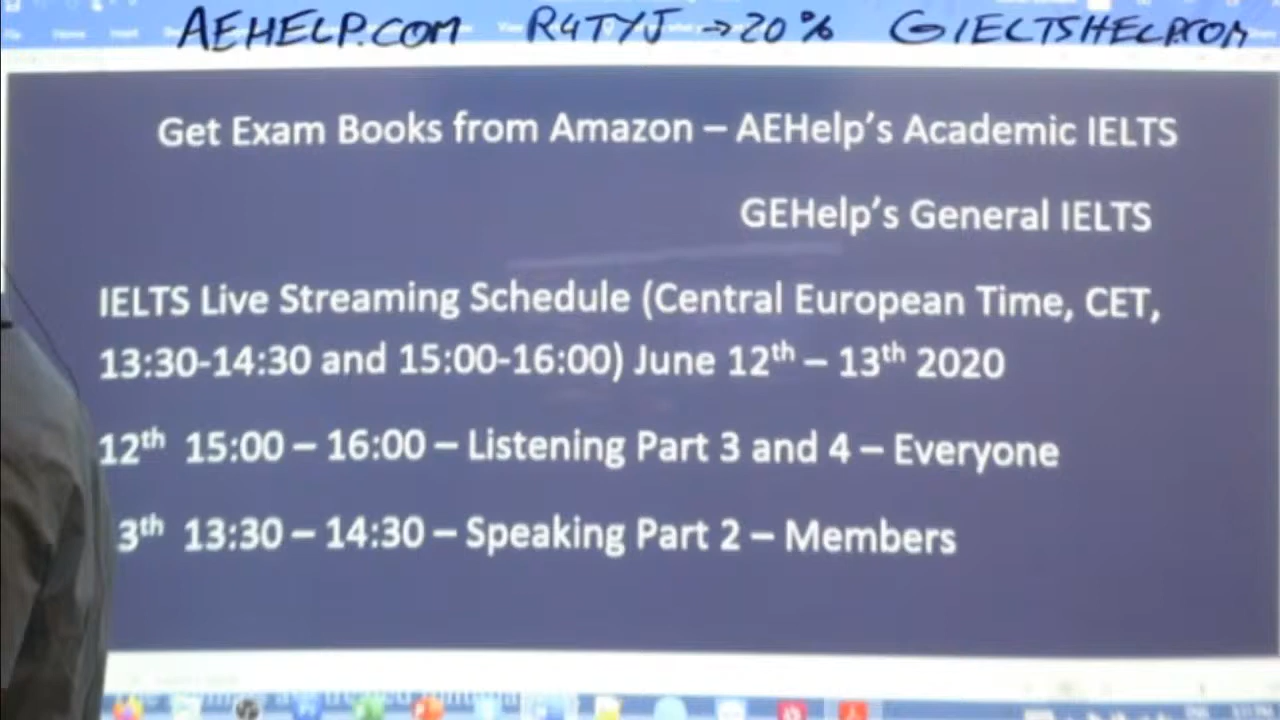 AEHELP.COM R4TYJ → 20% GIELTSHELP.COM
Get Exam Books from Amazon – AEHelp's Academic IELTS
GEHelp's General IELTS
IELTS Live Streaming Schedule (Central European Time, CET,
13:30-14:30 and 15:00-16:00) June 12th – 13th 2020
12th 15:00 – 16:00 – Listening Part 3 and 4 – Everyone
3th 13:30 – 14:30 – Speaking Part 2 – Members